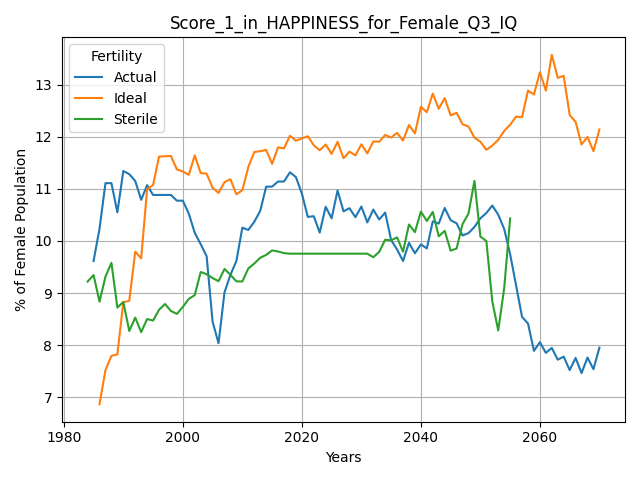 Score_1_in_HAPPINESS_for_Female_Q3_IQ
Fertility
Actual
Ideal
Sterile
% of Female Population
13
12
11
10
9
8
7
1980
2000
2020
2040
2060
Years